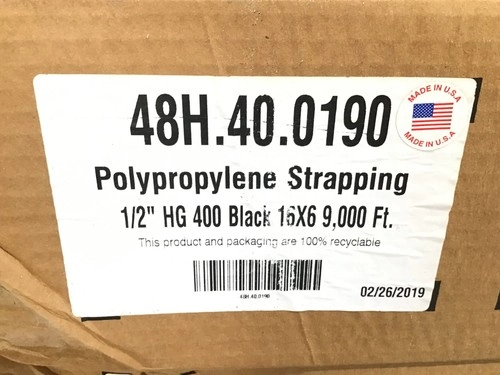 48H.40.0190
MADE IN U.S.A
MADE IN U.S.A
Polypropylene Strapping
1/2" HG 400 Black 16X6 9,000 Ft.
This product and packaging are 100% recyclable
48H.40.0190
02/26/2019